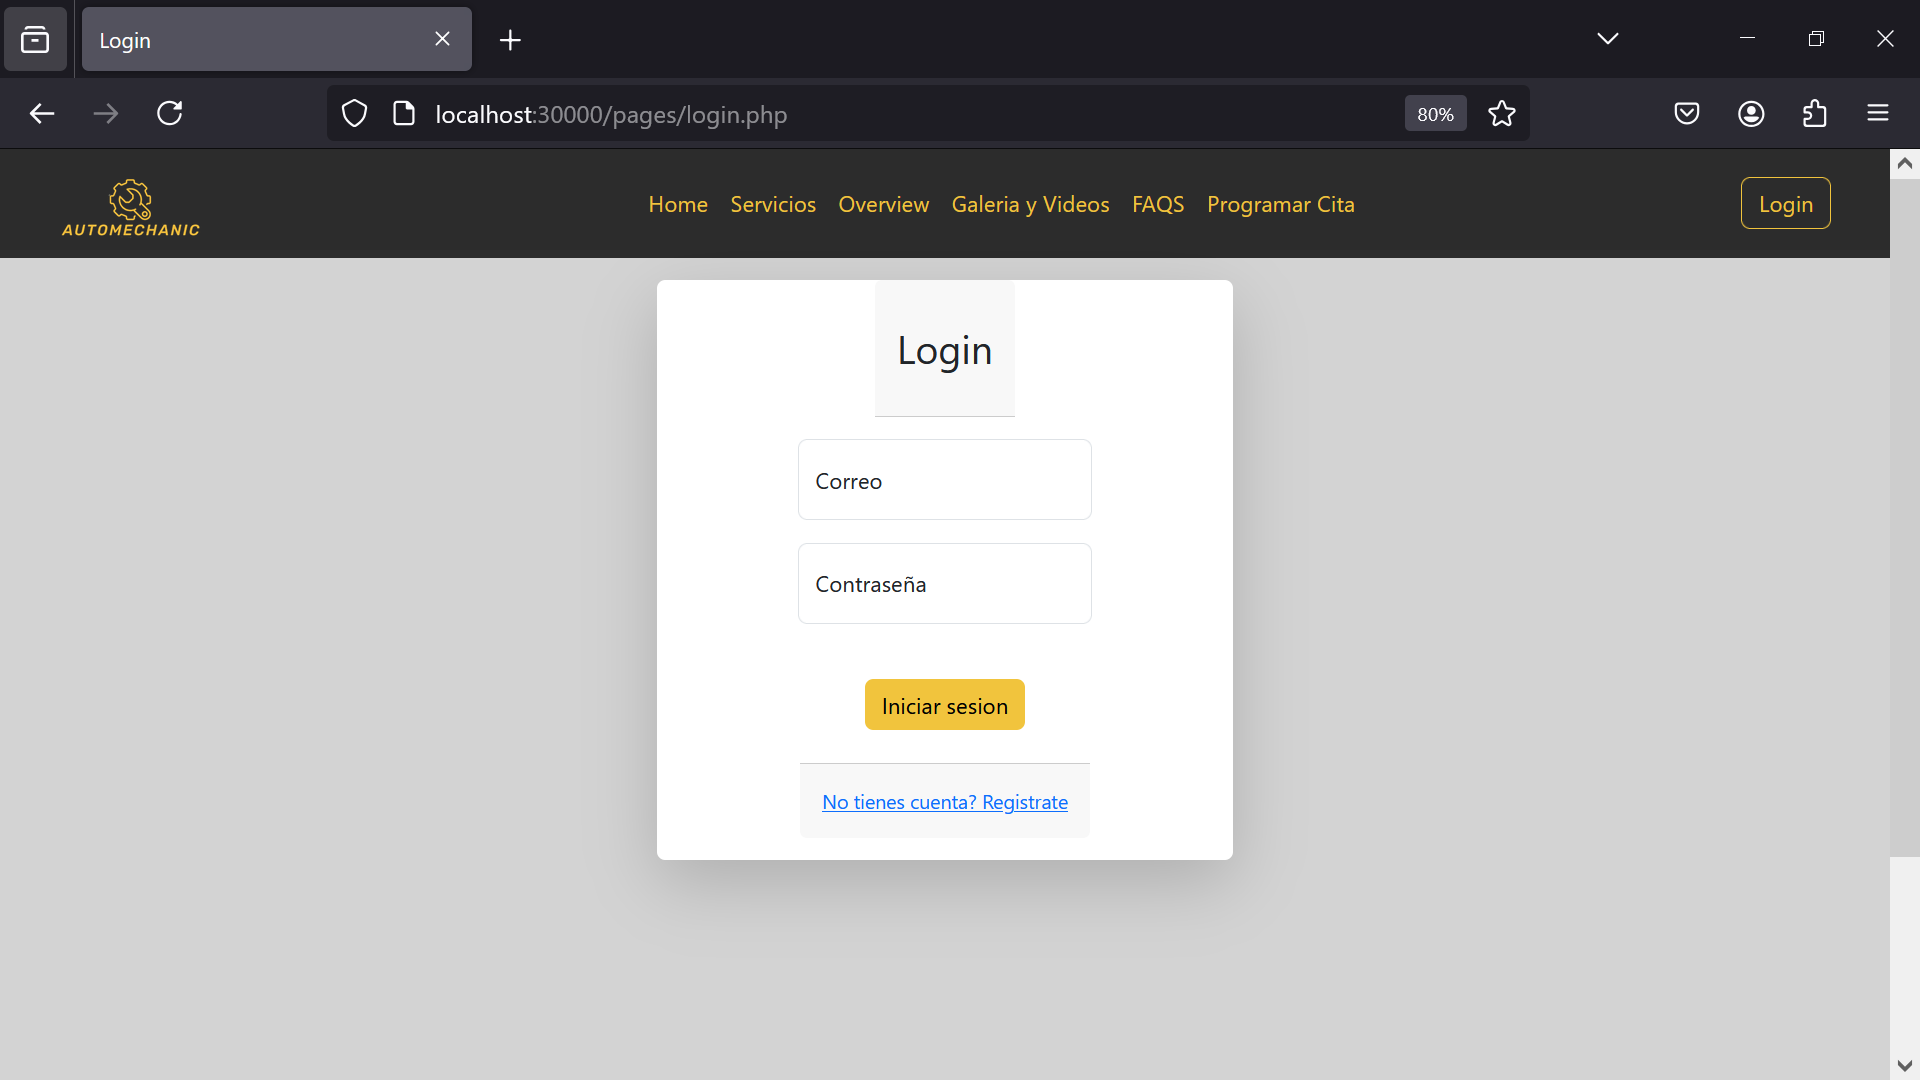 Login
localhost:30000/pages/login.php
80%
AUTOMECHANIC
Home Servicios Overview Galeria y Videos FAQS Programar Cita
Login
Login
Correo
Contraseña
Iniciar sesion
No tienes cuenta? Registrate